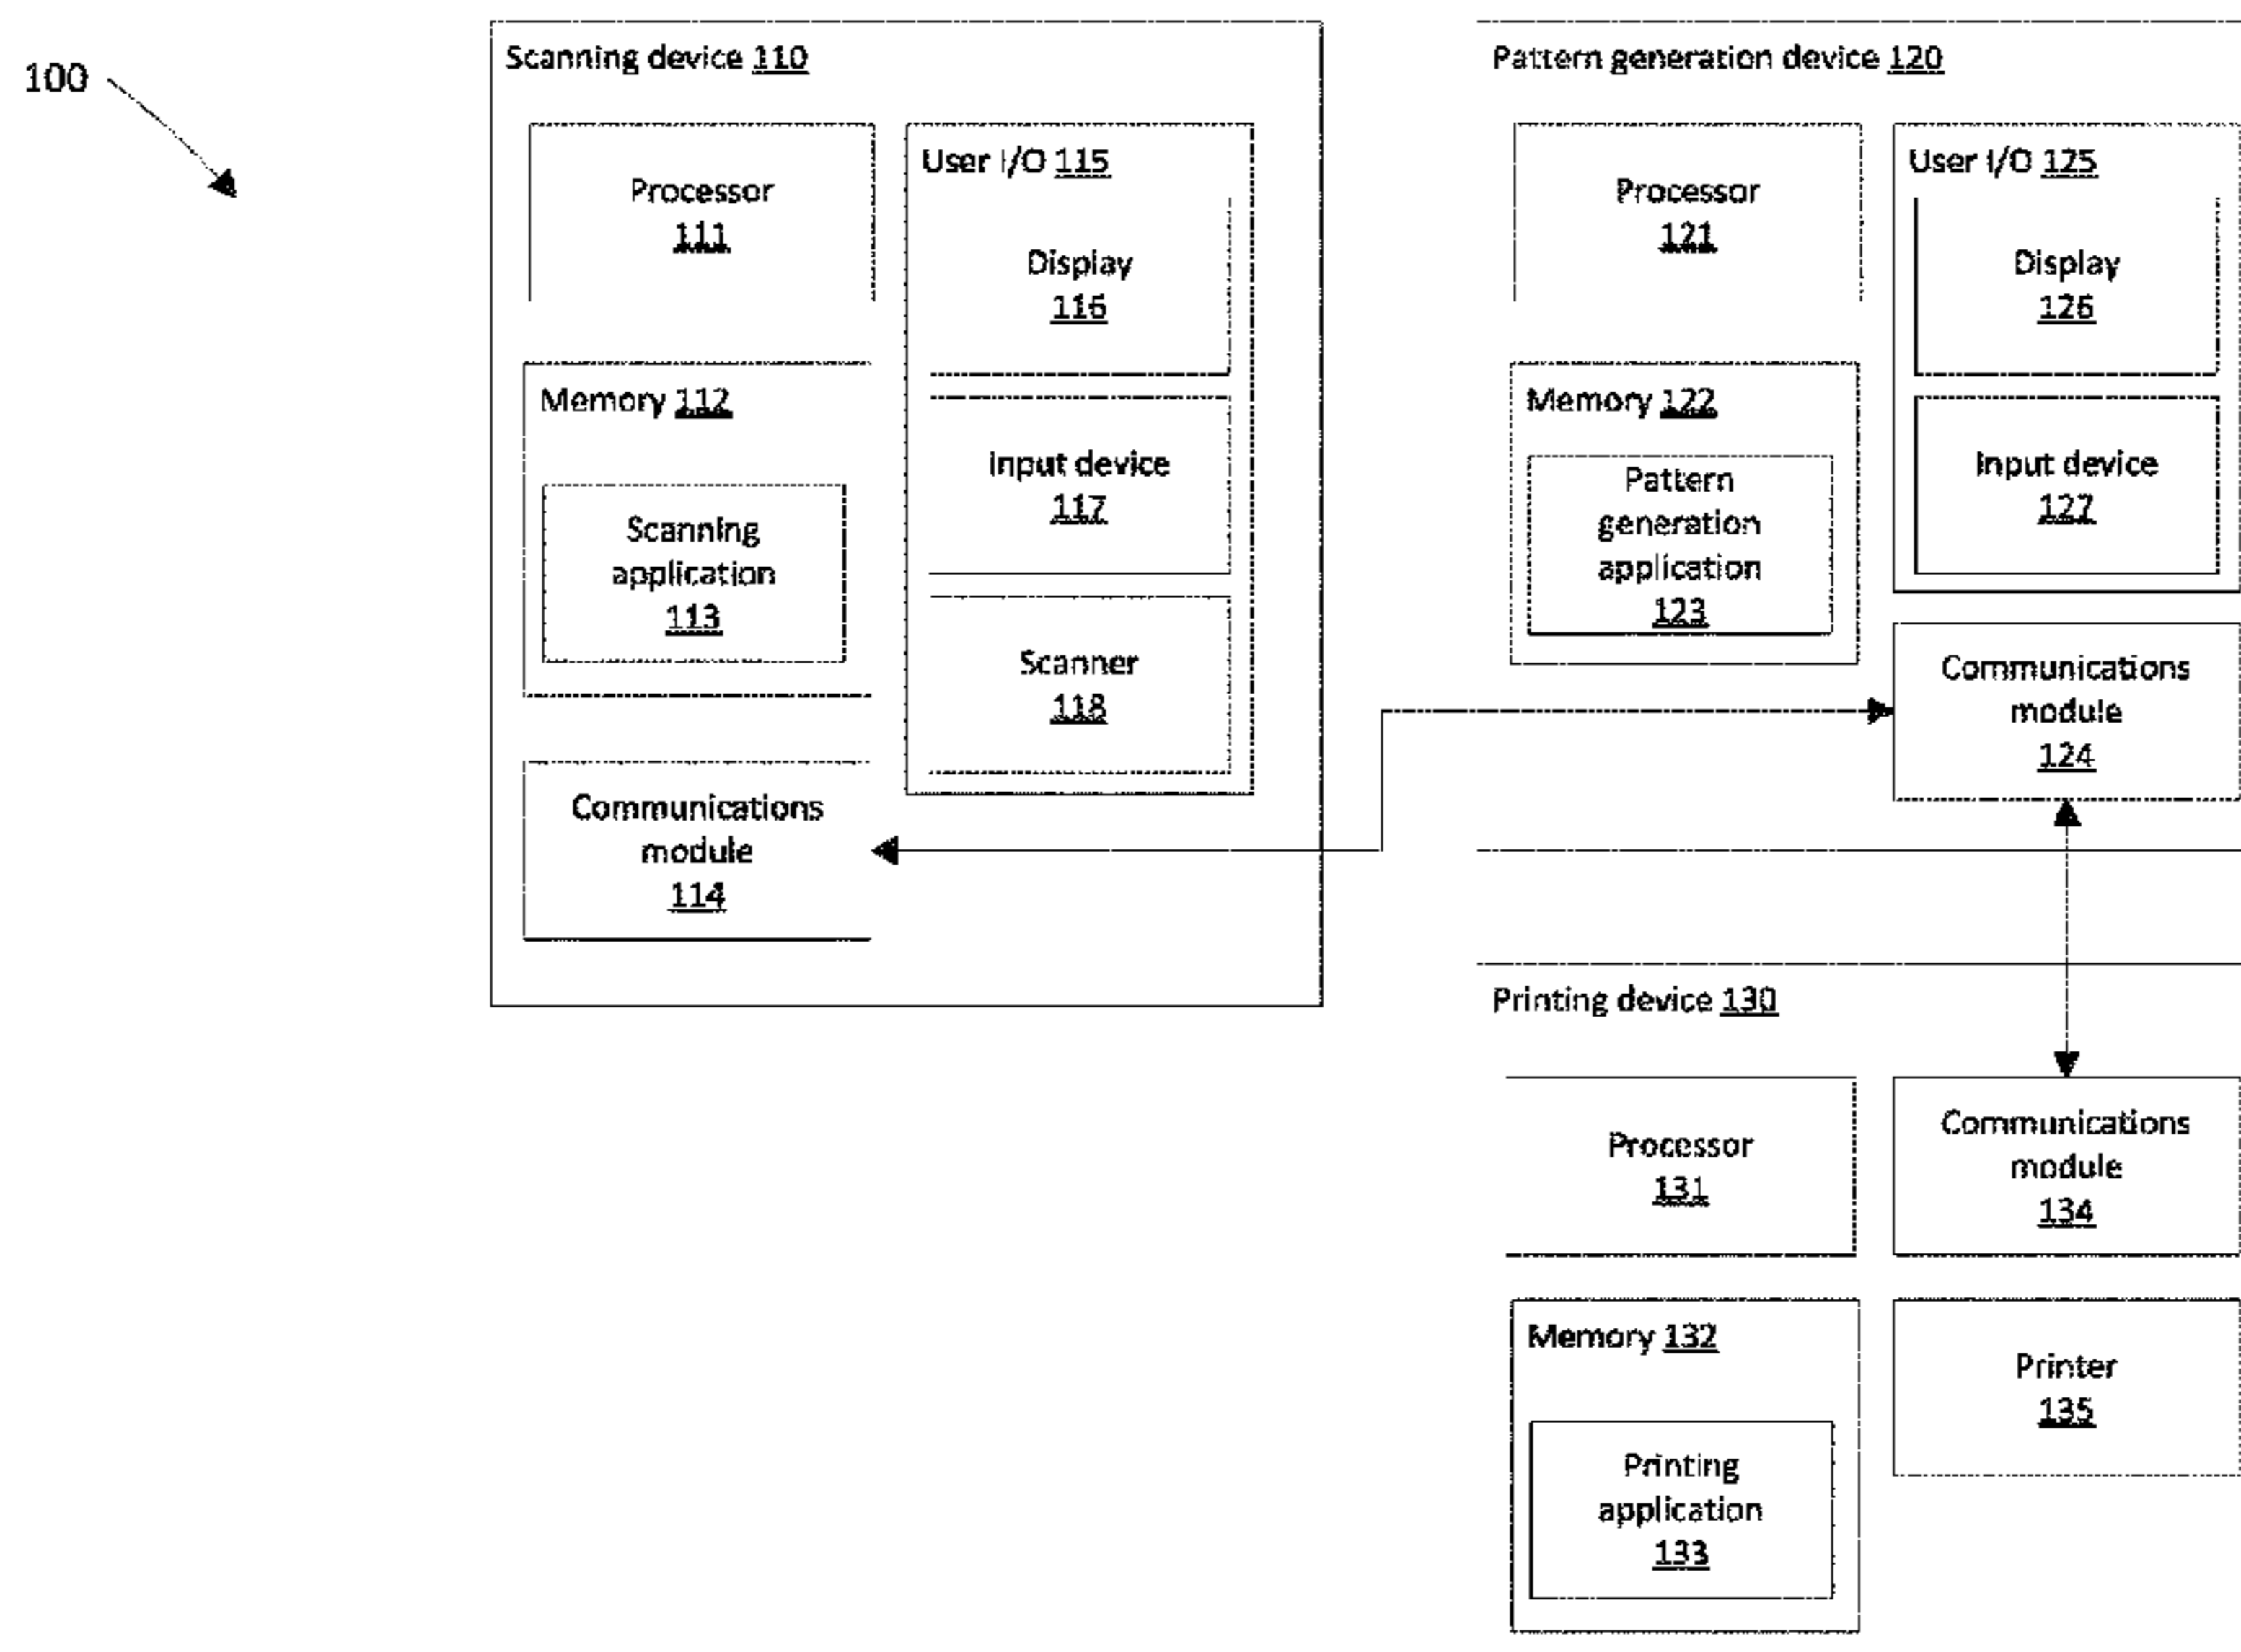 100
Scanning device 110
Processor
111
Memory 112
Scanning
application
113
Communications
module
114
User I/O 115
Display
116
Input device
117
Scanner
118
Pattern generation device 120
Processor
121
Memory 122
Pattern
generation
application
123
User I/O 125
Display
126
Input device
127
Communications
module
124
Printing device 130
Processor
131
Communications
module
134
Memory 132
Printing
application
133
Printer
135